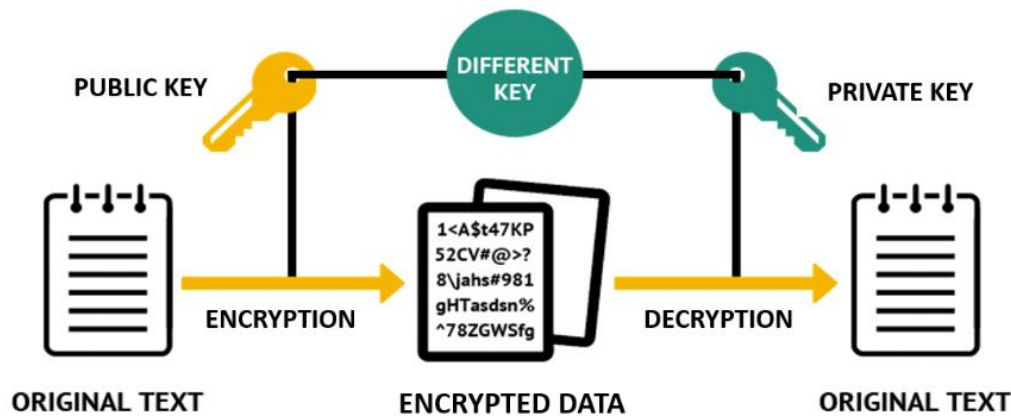 DIFFERENT
KEY
PUBLIC KEY
PRIVATE KEY
1<A$t47KP
52CV#@>?
8\jahs#981
gHTasdsn%
^78ZGWSfg
ENCRYPTION
DECRYPTION
ORIGINAL TEXT
ENCRYPTED DATA
ORIGINAL TEXT